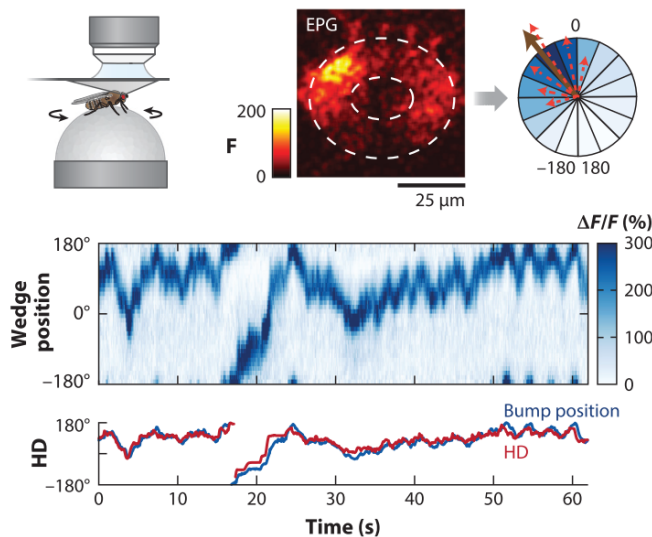 EPG
200
F
0
25 µm
0
–180 180
ΔF/F (%)
180°
0°
–180°
Wedge
position
300
200
100
0
180°
–180°
HD
Bump position
HD
0 10 20 30 40 50 60
Time (s)